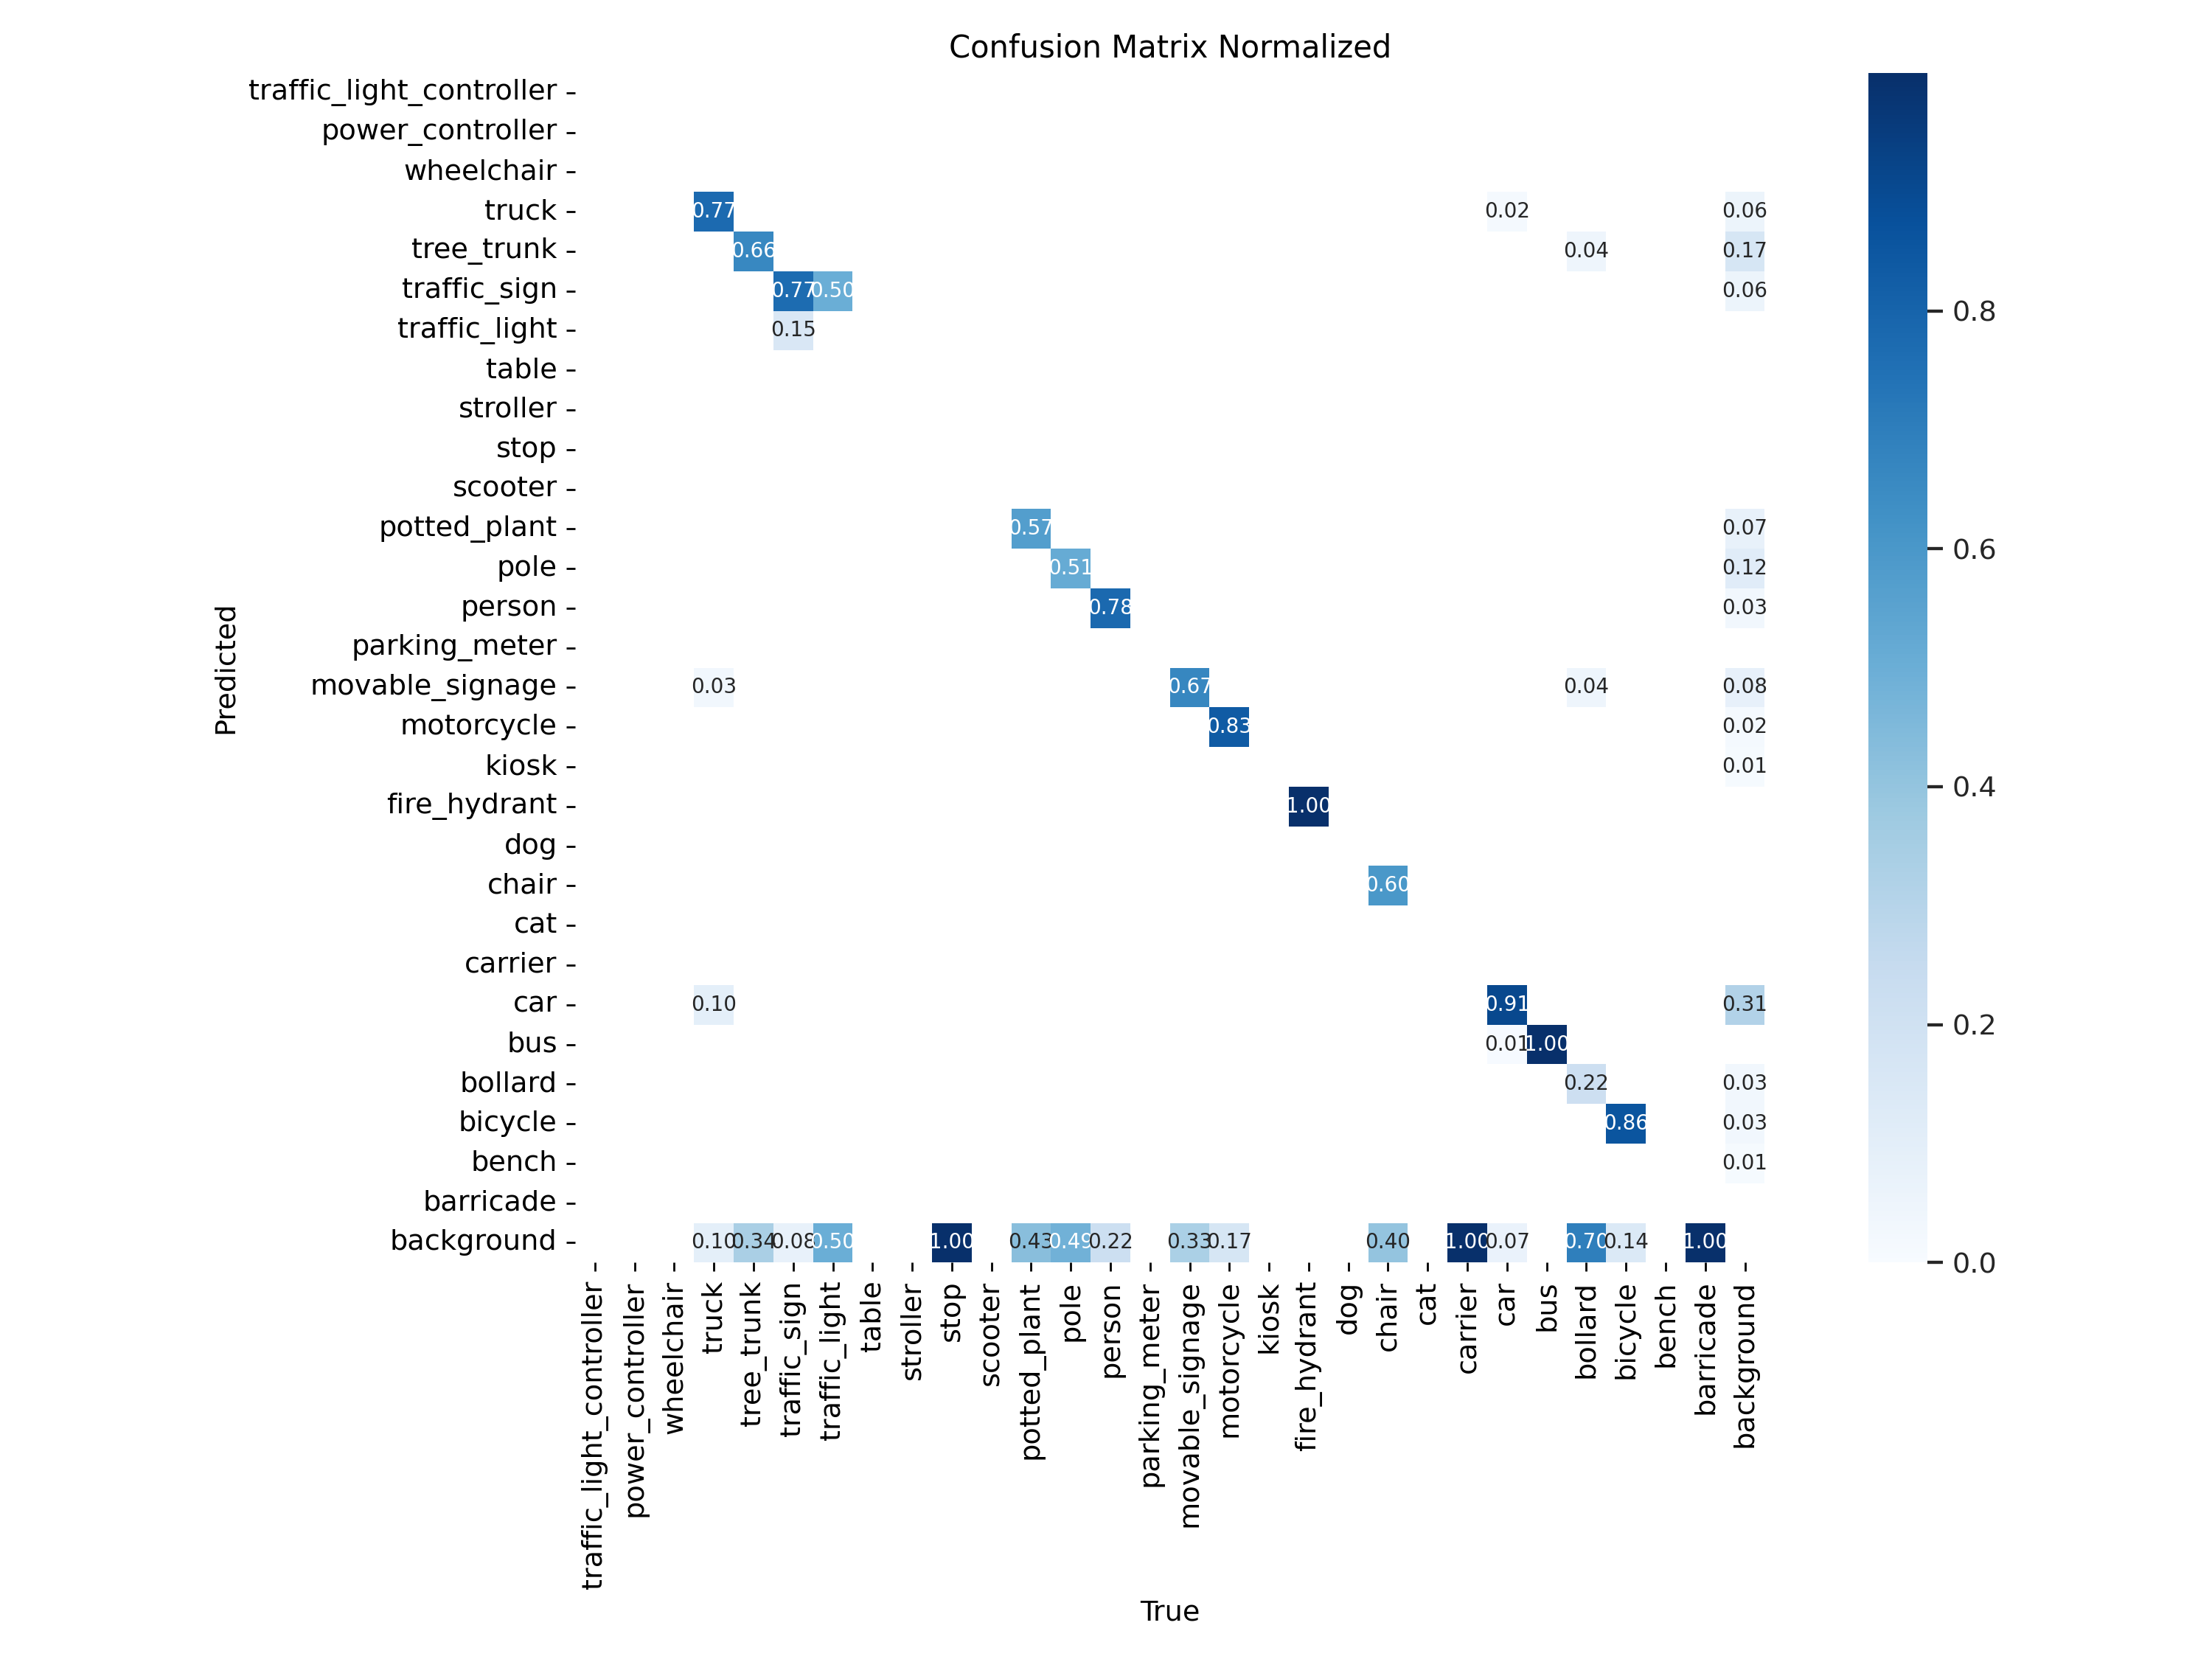 Confusion Matrix Normalized
traffic_light_controller
power_controller
wheelchair
truck 0.77 0.02 0.06
tree_trunk 0.66 0.04 0.17
traffic_sign 0.77 0.50 0.06
traffic_light 0.15
table
stroller
stop
scooter
potted_plant 0.57 0.07
pole 0.51 0.12
person 0.78 0.03
parking_meter
movable_signage 0.03 0.67 0.04 0.08
motorcycle 0.83 0.02
kiosk 0.01
fire_hydrant 1.00
dog
chair 0.60
cat
carrier
car 0.10 0.91 0.31
bus 0.01 1.00
bollard 0.22 0.03
bicycle 0.86 0.03
bench 0.01
barricade
background 0.10 0.34 0.08 0.50 1.00 0.43 0.49 0.22 0.33 0.17 0.40 1.00 0.07 0.70 0.14 1.00
Predicted
traffic_light_controller
power_controller
wheelchair
truck
tree_trunk
traffic_sign
traffic_light
table
stroller
stop
scooter
potted_plant
pole
person
parking_meter
movable_signage
motorcycle
kiosk
fire_hydrant
dog
chair
cat
carrier
car
bus
bollard
bicycle
bench
barricade
background
True
0.8
0.6
0.4
0.2
0.0